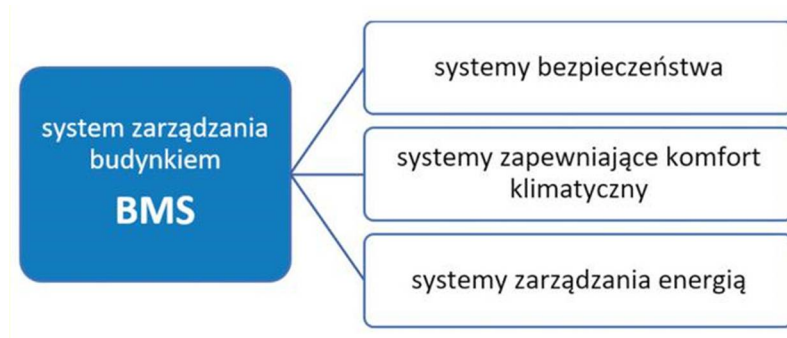 system zarządzania
budynkiem
BMS
systemy bezpieczeństwa
systemy zapewniające komfort
klimatyczny
systemy zarządzania energią